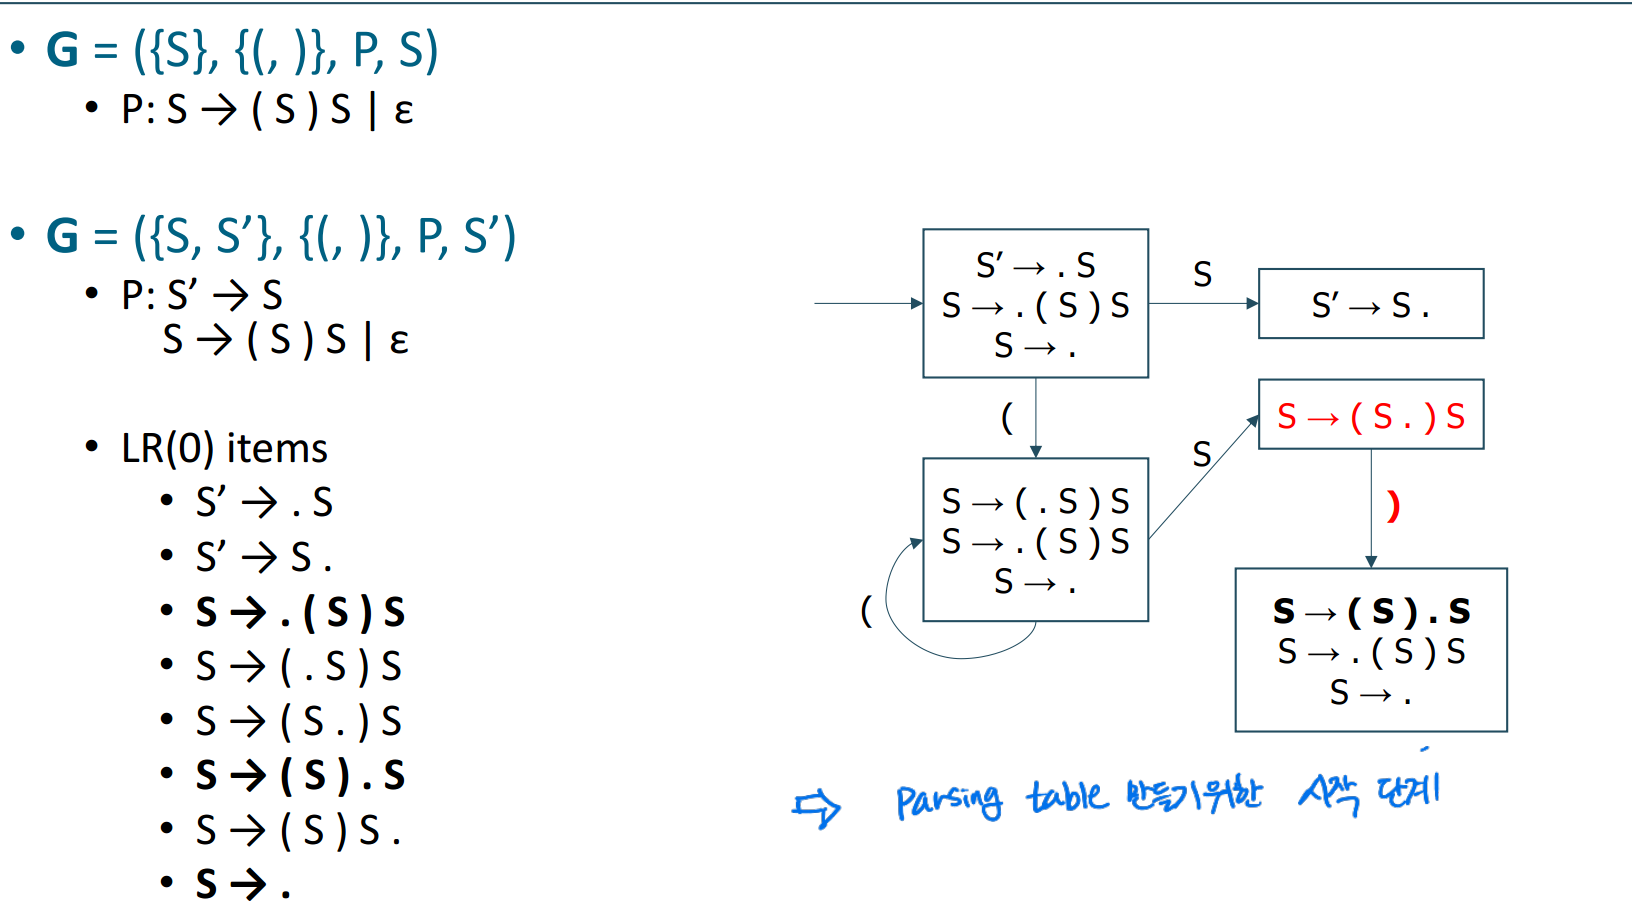 • G = ({S}, {(, )}, P, S)
• P: S → ( S ) S | ε
• G = ({S, S’}, {(, )}, P, S’)
• P: S’ → S
S → ( S ) S | ε
• LR(0) items
• S’ → . S
• S’ → S .
• S → . ( S ) S
• S → ( . S ) S
• S → ( S . ) S
• S → ( S ) . S
• S → ( S ) S .
• S → .
S’ → . S
S → . ( S ) S
S → .
S
S’ → S .
(
S → ( . S ) S
S → . ( S ) S
S → .
(
S
S → ( S . ) S
)
S → ( S ) . S
S → . ( S ) S
S → .
⇨ Parsing table 만들기위한 시작 단계